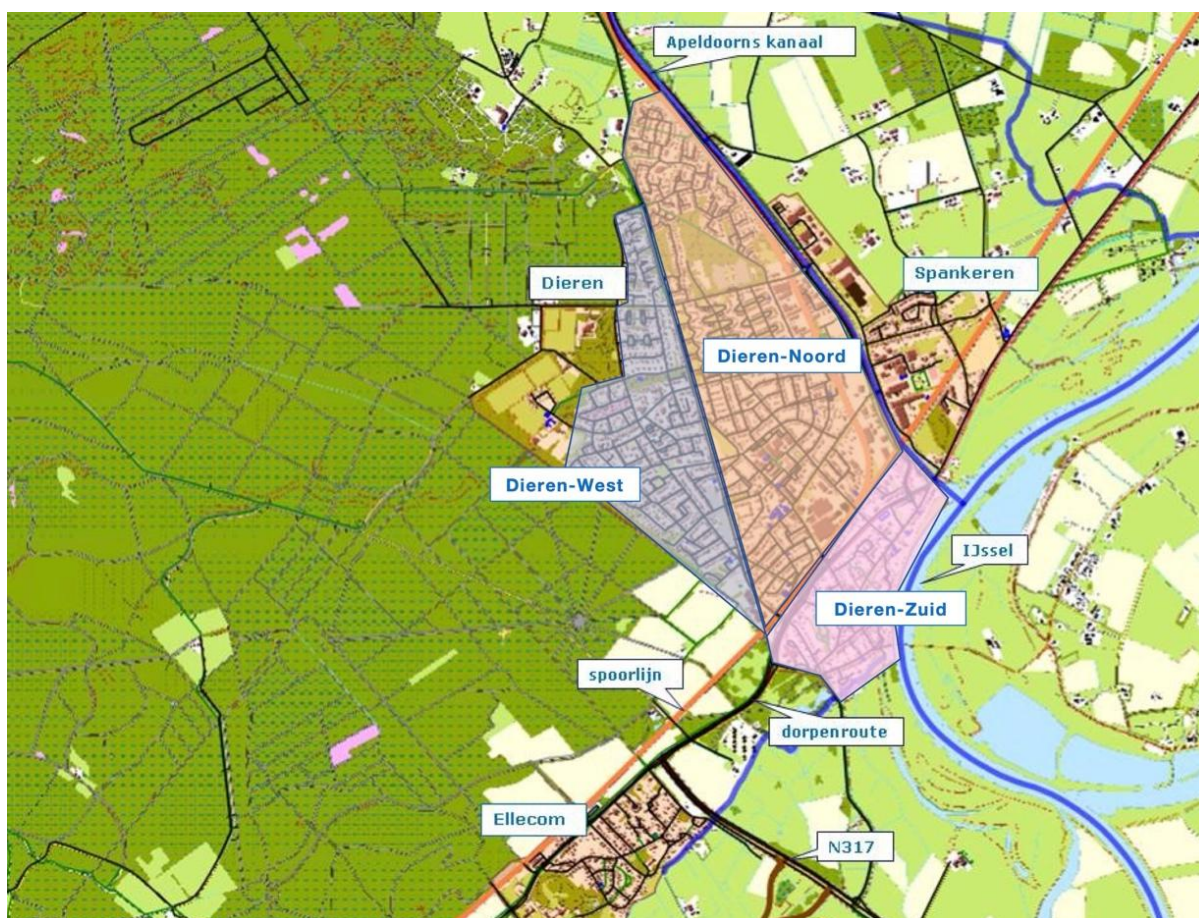 Apeldoorns kanaal
Dieren
Spankeren
Dieren-Noord
Dieren-West
IJssel
Dieren-Zuid
spoorlijn
dorpenroute
Ellecom
N317